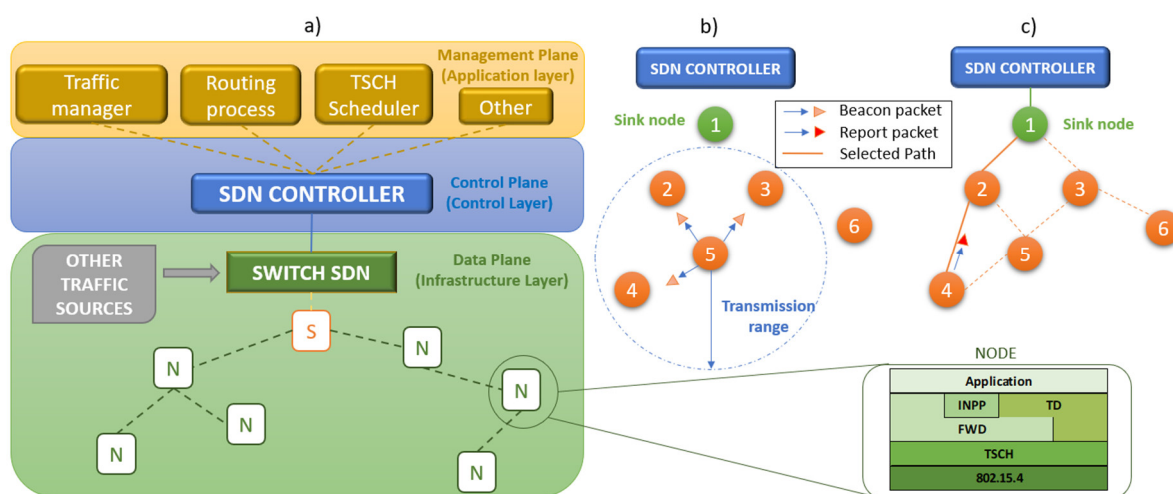 a)
Management Plane
(Application layer)
Traffic
manager
Routing
process
TSCH
Scheduler
Other
SDN CONTROLLER
Control Plane
(Control Layer)
OTHER
TRAFFIC
SOURCES
SWITCH SDN
Data Plane
(Infrastructure Layer)
S
N
N
N
N
N
N
b)
SDN CONTROLLER
Sink node
1
2
3
5
4
6
Transmission
range
Beacon packet
Report packet
Selected Path
c)
SDN CONTROLLER
1
Sink node
2
3
6
5
4
NODE
Application
INPP
TD
FWD
TSCH
802.15.4